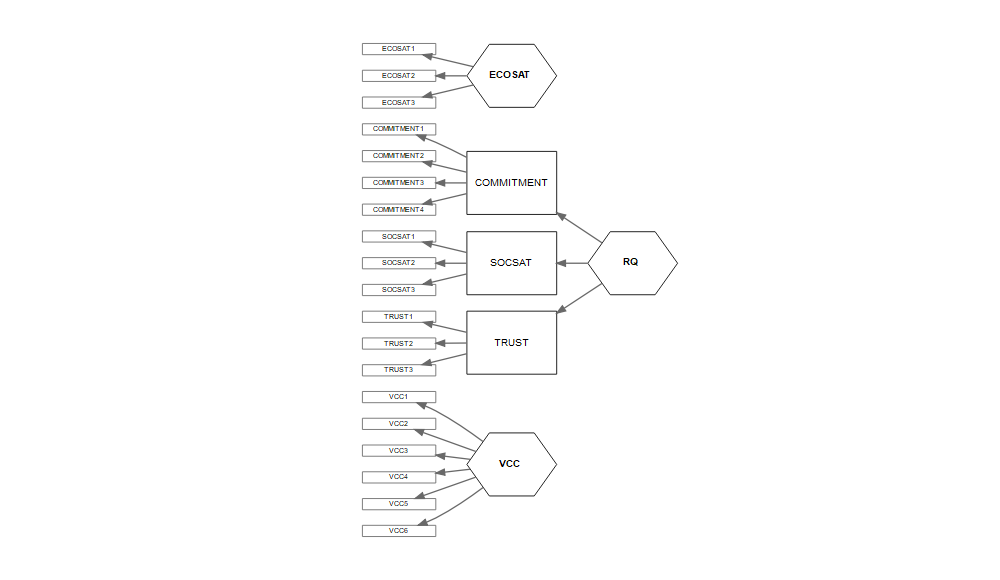 ECOSAT1
ECOSAT2
ECOSAT
ECOSAT3
COMMITMENT1
COMMITMENT2
COMMITMENT3
COMMITMENT
COMMITMENT4
SOCSAT1
SOCSAT2
SOCSAT
RQ
SOCSAT3
TRUST1
TRUST2
TRUST
TRUST3
VCC1
VCC2
VCC3
VCC
VCC4
VCC5
VCC6